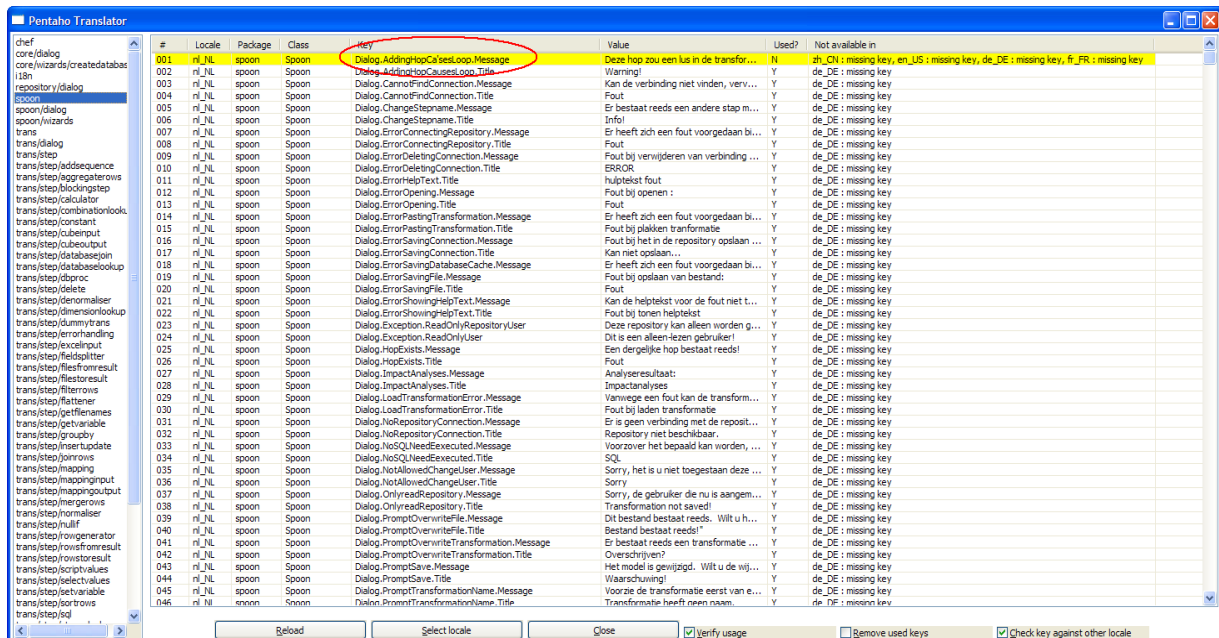 Pentaho Translator
chef
core/dialog
core/wizards/createdatabas
i18n
repository/dialog
spoon
spoon/dialog
spoon/wizards
trans
trans/dialog
trans/step
trans/step/addsequence
trans/step/aggregaterows
trans/step/blockingstep
trans/step/calculator
trans/step/combinationlooku
trans/step/constant
trans/step/cubeinput
trans/step/cubeoutput
trans/step/databasejoin
trans/step/databaselookup
trans/step/dbproc
trans/step/delete
trans/step/denormaliser
trans/step/dimensionlookup
trans/step/dummytrans
trans/step/errorhandling
trans/step/excelinput
trans/step/fieldsplitter
trans/step/filesfromresult
trans/step/filestoresult
trans/step/filterrows
trans/step/flattener
trans/step/getfilenames
trans/step/getvariable
trans/step/groupby
trans/step/insertupdate
trans/step/joinrows
trans/step/mapping
trans/step/mappinginput
trans/step/mappingoutput
trans/step/mergerows
trans/step/normaliser
trans/step/nullif
trans/step/rowgenerator
trans/step/rowsfromresult
trans/step/rowstoresult
trans/step/scriptvalues
trans/step/selectvalues
trans/step/setvariable
trans/step/sortrows
trans/step/sql
# Locale Package Class Key Value Used? Not available in
001 nl_NL spoon Spoon Dialog.AddingHopCa'sesLoop.Message Deze hop zou een lus in de transfor... N zh_CN : missing key, en_US : missing key, de_DE : missing key, fr_FR : missing key
002 nl_NL spoon Spoon Dialog.AddingHopCausesLoop.Title Warning! Y de_DE : missing key
003 nl_NL spoon Spoon Dialog.CannotFindConnection.Message Kan de verbinding niet vinden, verv... Y de_DE : missing key
004 nl_NL spoon Spoon Dialog.CannotFindConnection.Title Fout Y de_DE : missing key
005 nl_NL spoon Spoon Dialog.ChangeStepname.Message Er bestaat reeds een andere stap m... Y de_DE : missing key
006 nl_NL spoon Spoon Dialog.ChangeStepname.Title Info! Y de_DE : missing key
007 nl_NL spoon Spoon Dialog.ErrorConnectingRepository.Message Er heeft zich een fout voorgedaan bi... Y de_DE : missing key
008 nl_NL spoon Spoon Dialog.ErrorConnectingRepository.Title Fout Y de_DE : missing key
009 nl_NL spoon Spoon Dialog.ErrorDeletingConnection.Message Fout bij verwijderen van verbinding ... Y de_DE : missing key
010 nl_NL spoon Spoon Dialog.ErrorDeletingConnection.Title ERROR Y de_DE : missing key
011 nl_NL spoon Spoon Dialog.ErrorHelpText.Title hulptekst fout Y de_DE : missing key
012 nl_NL spoon Spoon Dialog.ErrorOpening.Message Fout bij openen : Y de_DE : missing key
013 nl_NL spoon Spoon Dialog.ErrorOpening.Title Fout Y de_DE : missing key
014 nl_NL spoon Spoon Dialog.ErrorPastingTransformation.Message Er heeft zich een fout voorgedaan bi... Y de_DE : missing key
015 nl_NL spoon Spoon Dialog.ErrorPastingTransformation.Title Fout bij plakken tranformatie Y de_DE : missing key
016 nl_NL spoon Spoon Dialog.ErrorSavingConnection.Message Fout bij het in de repository opslaan ... Y de_DE : missing key
017 nl_NL spoon Spoon Dialog.ErrorSavingConnection.Title Kan niet opslaan... Y de_DE : missing key
018 nl_NL spoon Spoon Dialog.ErrorSavingDatabaseCache.Message Er heeft zich een fout voorgedaan bi... Y de_DE : missing key
019 nl_NL spoon Spoon Dialog.ErrorSavingFile.Message Fout bij opslaan van bestand: Y de_DE : missing key
020 nl_NL spoon Spoon Dialog.ErrorSavingFile.Title Fout Y de_DE : missing key
021 nl_NL spoon Spoon Dialog.ErrorShowingHelpText.Message Kan de helptekst voor de fout niet t... Y de_DE : missing key
022 nl_NL spoon Spoon Dialog.ErrorShowingHelpText.Title Fout bij tonen helptekst Y de_DE : missing key
023 nl_NL spoon Spoon Dialog.Exception.ReadOnlyRepositoryUser Deze repository kan alleen worden g... Y de_DE : missing key
024 nl_NL spoon Spoon Dialog.Exception.ReadOnlyUser Dit is een alleen-lezen gebruiker! Y de_DE : missing key
025 nl_NL spoon Spoon Dialog.HopExists.Message Een dergelijke hop bestaat reeds! Y de_DE : missing key
026 nl_NL spoon Spoon Dialog.HopExists.Title Fout Y de_DE : missing key
027 nl_NL spoon Spoon Dialog.ImpactAnalyses.Message Analyseresultaat: Y de_DE : missing key
028 nl_NL spoon Spoon Dialog.ImpactAnalyses.Title Impactanalyses Y de_DE : missing key
029 nl_NL spoon Spoon Dialog.LoadTransformationError.Message Vanwege een fout kan de transform... Y de_DE : missing key
030 nl_NL spoon Spoon Dialog.LoadTransformationError.Title Fout bij laden transformatie Y de_DE : missing key
031 nl_NL spoon Spoon Dialog.NoRepositoryConnection.Message Er is geen verbinding met de reposit... Y de_DE : missing key
032 nl_NL spoon Spoon Dialog.NoRepositoryConnection.Title Repository niet beschikbaar. Y de_DE : missing key
033 nl_NL spoon Spoon Dialog.NoSQLNeedEexecuted.Message Voorzover het bepaald kan worden, ... Y de_DE : missing key
034 nl_NL spoon Spoon Dialog.NoSQLNeedEexecuted.Title SQL Y de_DE : missing key
035 nl_NL spoon Spoon Dialog.NotAllowedChangeUser.Message Sorry, het is u niet toegestaan deze ... Y de_DE : missing key
036 nl_NL spoon Spoon Dialog.NotAllowedChangeUser.Title Sorry Y de_DE : missing key
037 nl_NL spoon Spoon Dialog.OnlyreadRepository.Message Sorry, de gebruiker die nu is aangem... Y de_DE : missing key
038 nl_NL spoon Spoon Dialog.OnlyreadRepository.Title Transformation not saved! Y de_DE : missing key
039 nl_NL spoon Spoon Dialog.PromptOverwriteFile.Message Dit bestand bestaat reeds. Wilt u h... Y de_DE : missing key
040 nl_NL spoon Spoon Dialog.PromptOverwriteFile.Title Bestand bestaat reeds!" Y de_DE : missing key
041 nl_NL spoon Spoon Dialog.PromptOverwriteTransformation.Message Er bestaat reeds een transformatie ... Y de_DE : missing key
042 nl_NL spoon Spoon Dialog.PromptOverwriteTransformation.Title Overschrijven? Y de_DE : missing key
043 nl_NL spoon Spoon Dialog.PromptSave.Message Het model is gewijzigd. Wilt u de wij... Y de_DE : missing key
044 nl_NL spoon Spoon Dialog.PromptSave.Title Waarschuwing! Y de_DE : missing key
045 nl_NL spoon Spoon Dialog.PromptTransformationName.Message Voorzie de transformatie eerst van e... Y de_DE : missing key
046 nl_NL spoon Spoon Dialog.PromptTransformationName.Title Transformatie heeft geen naam. Y de_DE : missing key
Reload Select locale Close Verify usage Remove used keys Check key against other locale